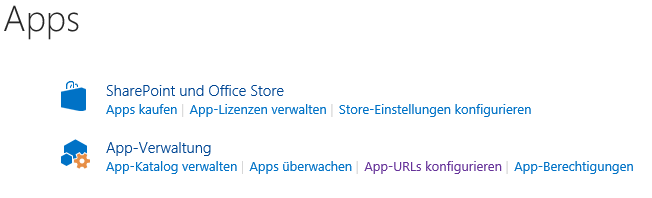 Apps
SharePoint und Office Store
Apps kaufen | App-Lizenzen verwalten | Store-Einstellungen konfigurieren
App-Verwaltung
App-Katalog verwalten | Apps überwachen | App-URLs konfigurieren | App-Berechtigungen